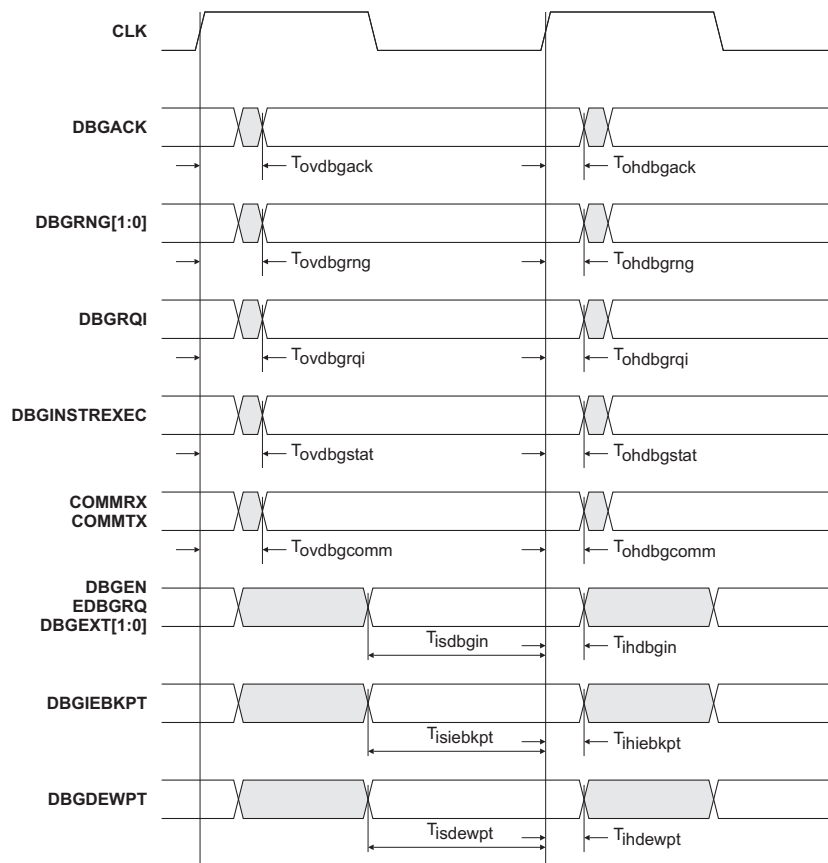 CLK
DBGACK
Tovdbgack
Tohdbgack
DBGRNG[1:0]
Tovdbgrng
Tohdbgrng
DBGRQI
Tovdbgrqi
Tohdbgrqi
DBGINSTREXEC
Tovdbgstat
Tohdbgstat
COMMRX
COMMTX
Tovdbgcomm
Tohdbgcomm
DBGEN
EDBGRQ
DBGEXT[1:0]
Tisdbgin
Tihdbgin
DBGIEBKPT
Tisiebkpt
Tihiebkpt
DBGDEWPT
Tisdewpt
Tihdewpt